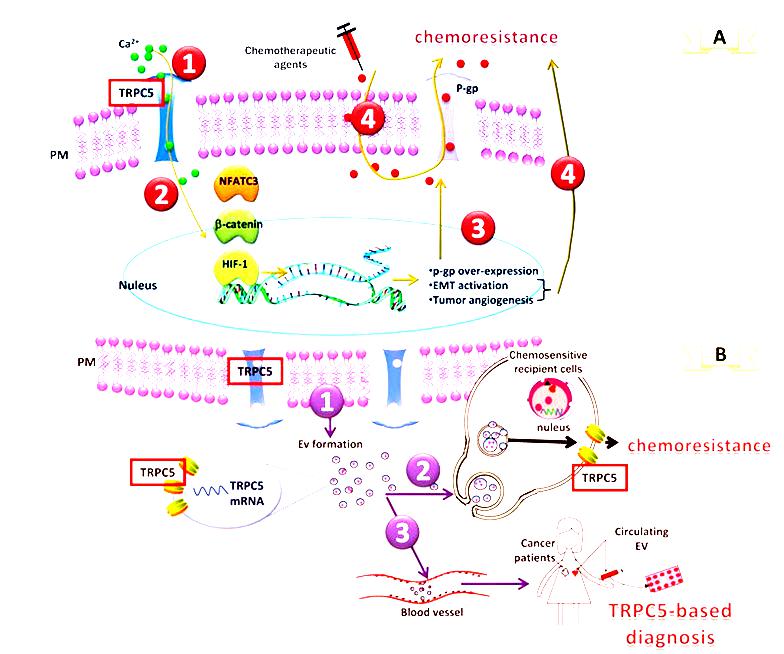 A
chemoresistance
Ca²⁺
1
Chemotherapeutic
agents
TRPC5
P-gp
4
PM
2
NFATC3
4
β-catenin
3
HIF-1
Nuleus
•p-gp over-expression
•EMT activation
•Tumor angiogenesis
B
PM
TRPC5
Chemosensitive
recipient cells
1
nuleus
Ev formation
chemoresistance
TRPC5
TRPC5
mRNA
2
TRPC5
3
Cancer
patients
Circulating
EV
Blood vessel
TRPC5-based
diagnosis